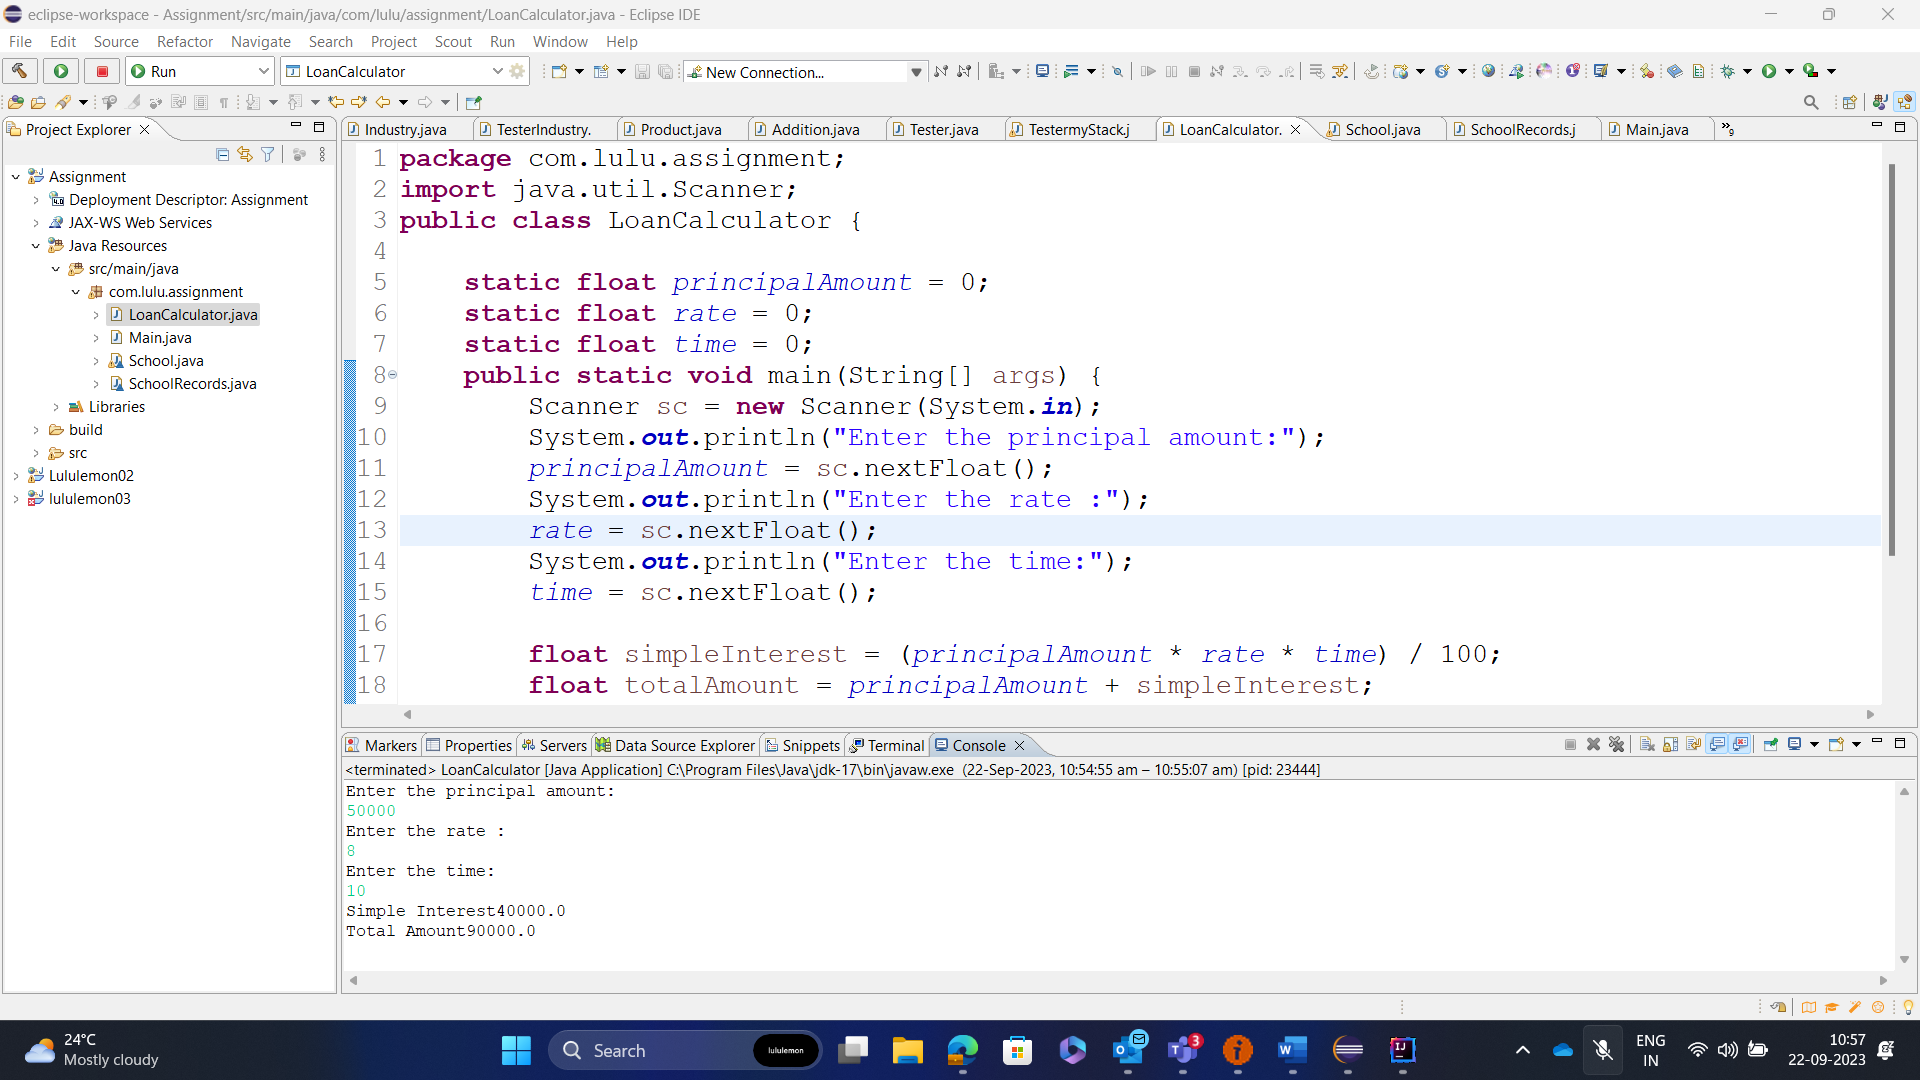 eclipse-workspace - Assignment/src/main/java/com/lulu/assignment/LoanCalculator.java - Eclipse IDE
File Edit Source Refactor Navigate Search Project Scout Run Window Help
Run LoanCalculator New Connection...
Project Explorer
Assignment
Deployment Descriptor: Assignment
JAX-WS Web Services
Java Resources
src/main/java
com.lulu.assignment
LoanCalculator.java
Main.java
School.java
SchoolRecords.java
Libraries
build
src
Lululemon02
lululemon03
Industry.java TesterIndustry. Product.java Addition.java Tester.java TestermyStack.j LoanCalculator. School.java SchoolRecords.j Main.java »9
1 package com.lulu.assignment;
2 import java.util.Scanner;
3 public class LoanCalculator {
4
5 static float principalAmount = 0;
6 static float rate = 0;
7 static float time = 0;
8 public static void main(String[] args) {
9 Scanner sc = new Scanner(System.in);
10 System.out.println("Enter the principal amount:");
11 principalAmount = sc.nextFloat();
12 System.out.println("Enter the rate :");
13 rate = sc.nextFloat();
14 System.out.println("Enter the time:");
15 time = sc.nextFloat();
16
17 float simpleInterest = (principalAmount * rate * time) / 100;
18 float totalAmount = principalAmount + simpleInterest;
Markers Properties Servers Data Source Explorer Snippets Terminal Console
<terminated> LoanCalculator [Java Application] C:\Program Files\Java\jdk-17\bin\javaw.exe (22-Sep-2023, 10:54:55 am – 10:55:07 am) [pid: 23444]
Enter the principal amount:
50000
Enter the rate :
8
Enter the time:
10
Simple Interest40000.0
Total Amount90000.0
24°C
Mostly cloudy
Search
lululemon
3
ENG
IN
10:57
22-09-2023